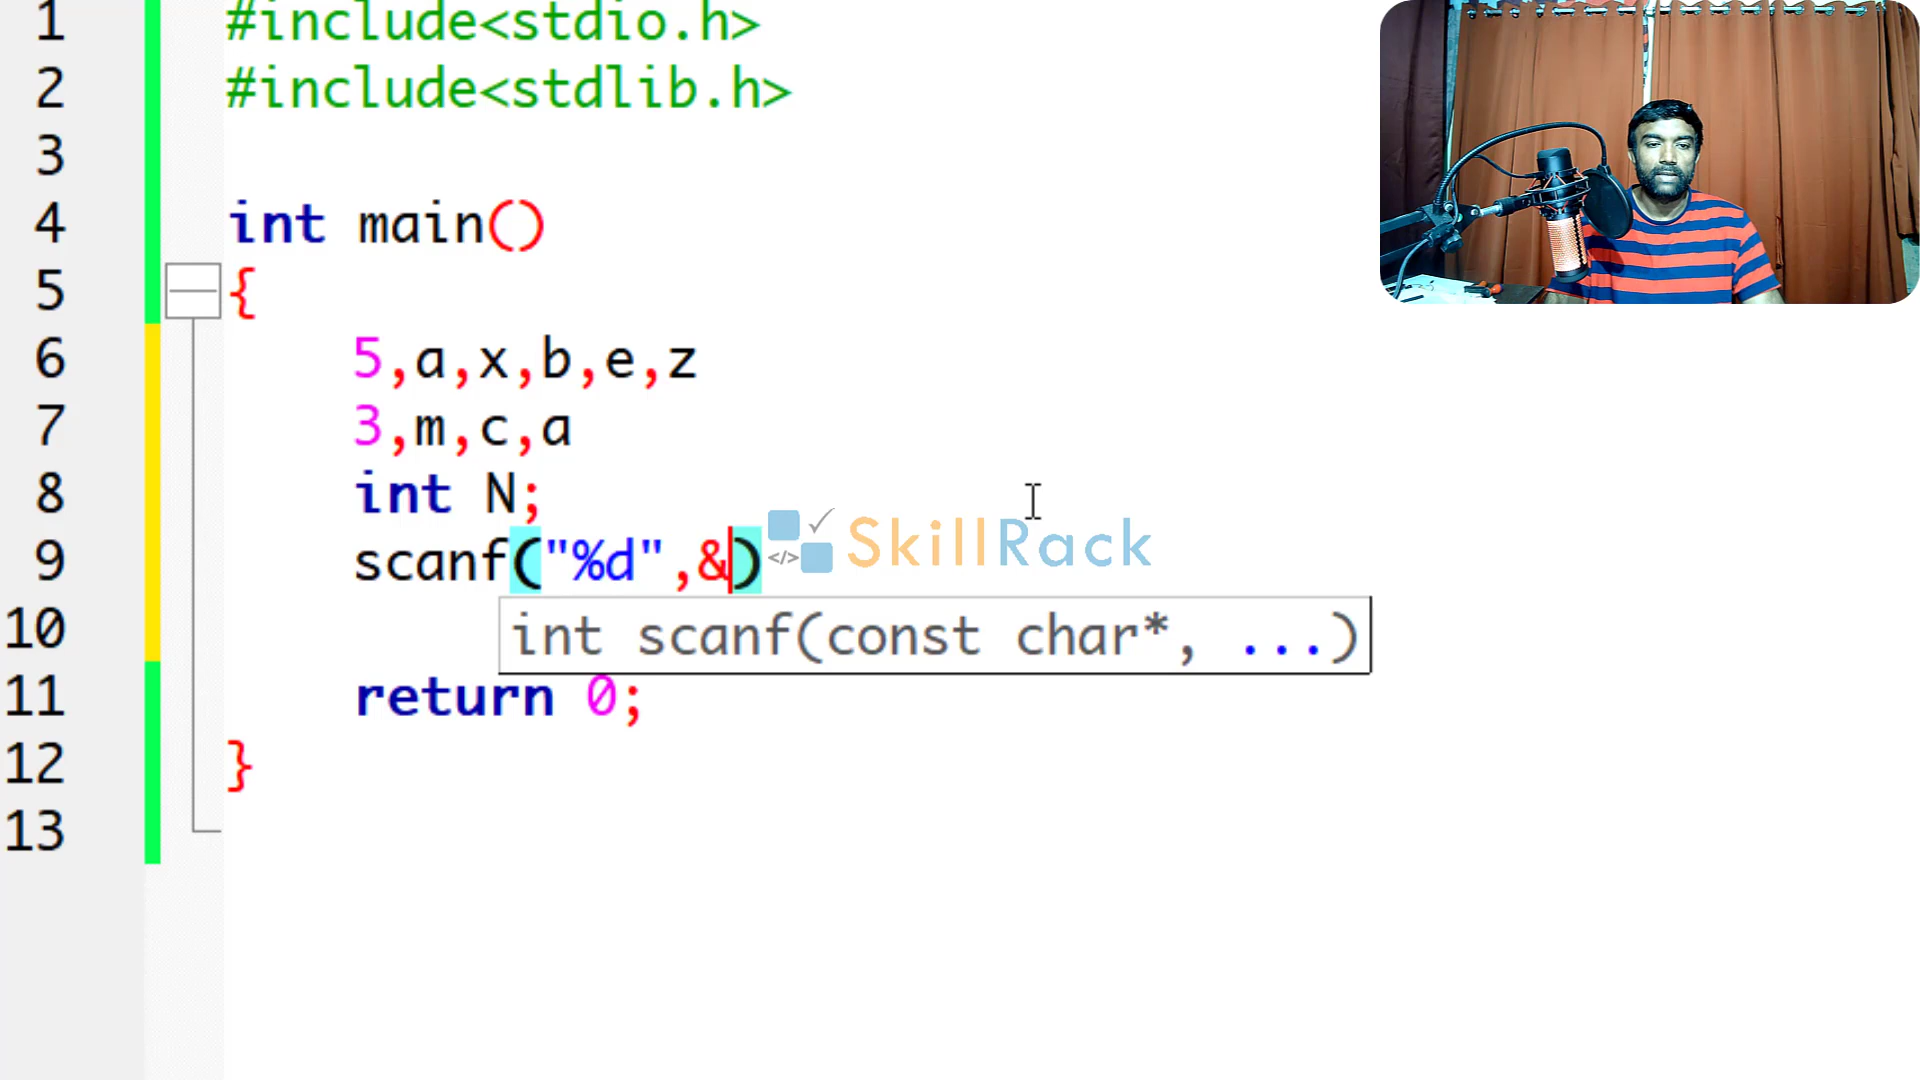 1 #include<stdio.h>
2 #include<stdlib.h>
3
4 int main()
5 {
6 5,a,x,b,e,z
7 3,m,c,a
8 int N;
9 scanf("%d",&)
SkillRack
</>
10 int scanf(const char*, ...)
11 return 0;
12 }
13